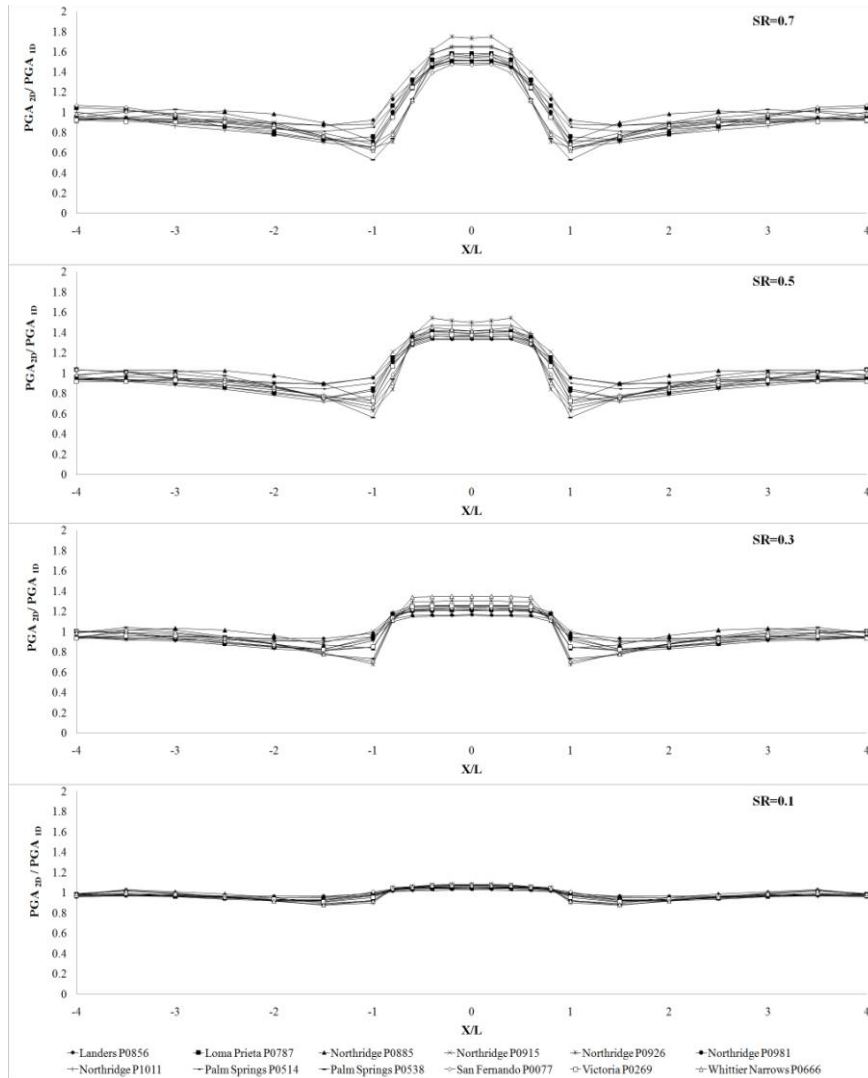 SR=0.7
PGA 2D/ PGA 1D
2
1.8
1.6
1.4
1.2
1
0.8
0.6
0.4
0.2
0
-4 -3 -2 -1 0 1 2 3 4
X/L
SR=0.5
PGA 2D/ PGA 1D
2
1.8
1.6
1.4
1.2
1
0.8
0.6
0.4
0.2
0
-4 -3 -2 -1 0 1 2 3 4
X/L
SR=0.3
PGA 2D/ PGA 1D
2
1.8
1.6
1.4
1.2
1
0.8
0.6
0.4
0.2
0
-4 -3 -2 -1 0 1 2 3 4
X/L
SR=0.1
PGA 2D / PGA 1D
2
1.8
1.6
1.4
1.2
1
0.8
0.6
0.4
0.2
0
-4 -3 -2 -1 0 1 2 3 4
X/L
Landers P0856 Loma Prieta P0787 Northridge P0885 Northridge P0915 Northridge P0926 Northridge P0981
Northridge P1011 Palm Springs P0514 Palm Springs P0538 San Fernando P0077 Victoria P0269 Whittier Narrows P0666